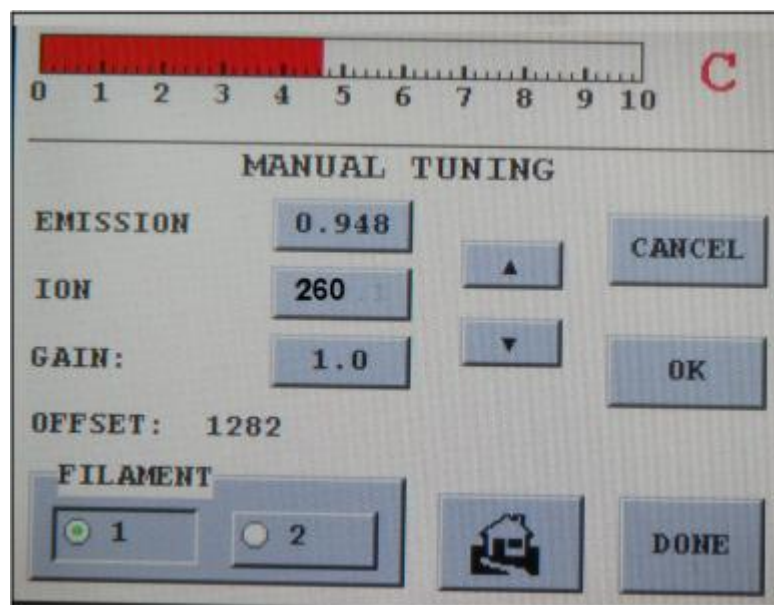 0 1 2 3 4 5 6 7 8 9 10 C
MANUAL TUNING
EMISSION 0.948
CANCEL
ION 260
GAIN: 1.0
OK
OFFSET: 1282
FILAMENT
1 2
DONE